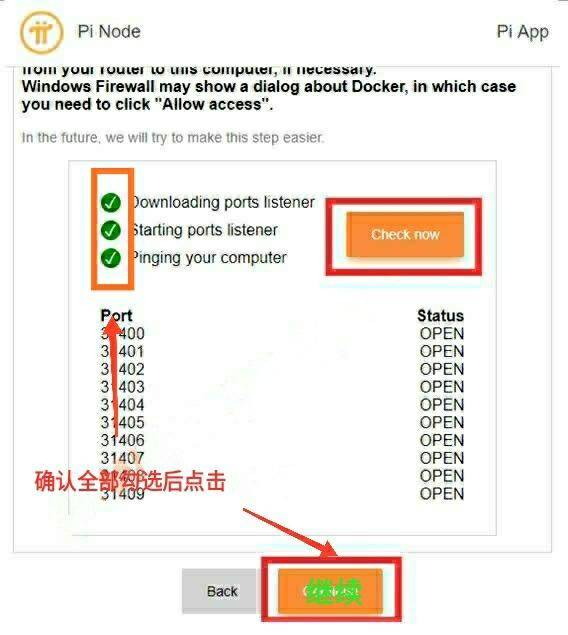 Pi Node
Pi App
from your router to this computer, if necessary.
Windows Firewall may show a dialog about Docker, in which case
you need to click "Allow access".
In the future, we will try to make this step easier.
Downloading ports listener
Starting ports listener
Pinging your computer
Check now
Port Status
31400 OPEN
31401 OPEN
31402 OPEN
31403 OPEN
31404 OPEN
31405 OPEN
31406 OPEN
31407 OPEN
31408 OPEN
31409 OPEN
确认全部勾选后点击
Back
继续